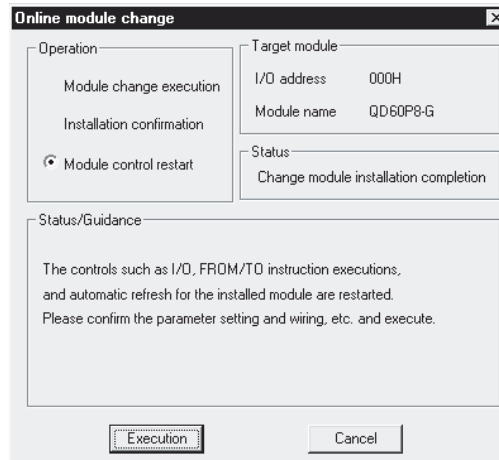 Online module change
Operation
Module change execution
Installation confirmation
Module control restart
Target module
I/O address 000H
Module name QD60P8-G
Status
Change module installation completion
Status/Guidance
The controls such as I/O, FROM/TO instruction executions,
and automatic refresh for the installed module are restarted.
Please confirm the parameter setting and wiring, etc. and execute.
Execution Cancel